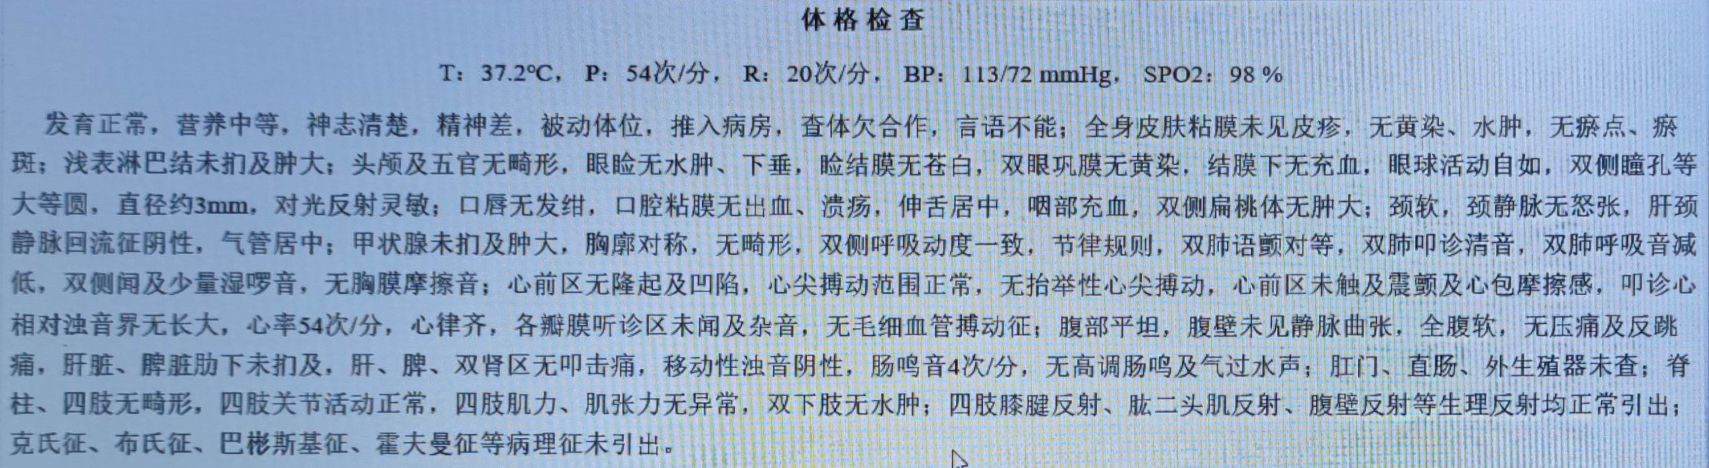 体格检查
T：37.2℃， P：54次/分， R：20次/分， BP：113/72 mmHg， SPO2：98 %
发育正常，营养中等，神志清楚，精神差，被动体位，推入病房，查体欠合作，言语不能；全身皮肤粘膜未见皮疹，无黄染、水肿，无瘀点、瘀
斑；浅表淋巴结未扪及肿大；头颅及五官无畸形，眼睑无水肿、下垂，睑结膜无苍白，双眼巩膜无黄染，结膜下无充血，眼球活动自如，双侧瞳孔等
大等圆，直径约3mm，对光反射灵敏；口唇无发绀，口腔粘膜无出血、溃疡，伸舌居中，咽部充血，双侧扁桃体无肿大；颈软，颈静脉无怒张，肝颈
静脉回流征阴性，气管居中；甲状腺未扪及肿大，胸廓对称，无畸形，双侧呼吸动度一致，节律规则，双肺语颤对等，双肺叩诊清音，双肺呼吸音减
低，双侧闻及少量湿啰音，无胸膜摩擦音；心前区无隆起及凹陷，心尖搏动范围正常，无抬举性心尖搏动，心前区未触及震颤及心包摩擦感，叩诊心
相对浊音界无长大，心率54次/分，心律齐，各瓣膜听诊区未闻及杂音，无毛细血管搏动征；腹部平坦，腹壁未见静脉曲张，全腹软，无压痛及反跳
痛，肝脏、脾脏肋下未扪及，肝、脾、双肾区无叩击痛，移动性浊音阴性，肠鸣音4次/分，无高调肠鸣及气过水声；肛门、直肠、外生殖器未查；脊
柱、四肢无畸形，四肢关节活动正常，四肢肌力、肌张力无异常，双下肢无水肿；四肢膝腱反射、肱二头肌反射、腹壁反射等生理反射均正常引出；
克氏征、布氏征、巴彬斯基征、霍夫曼征等病理征未引出。